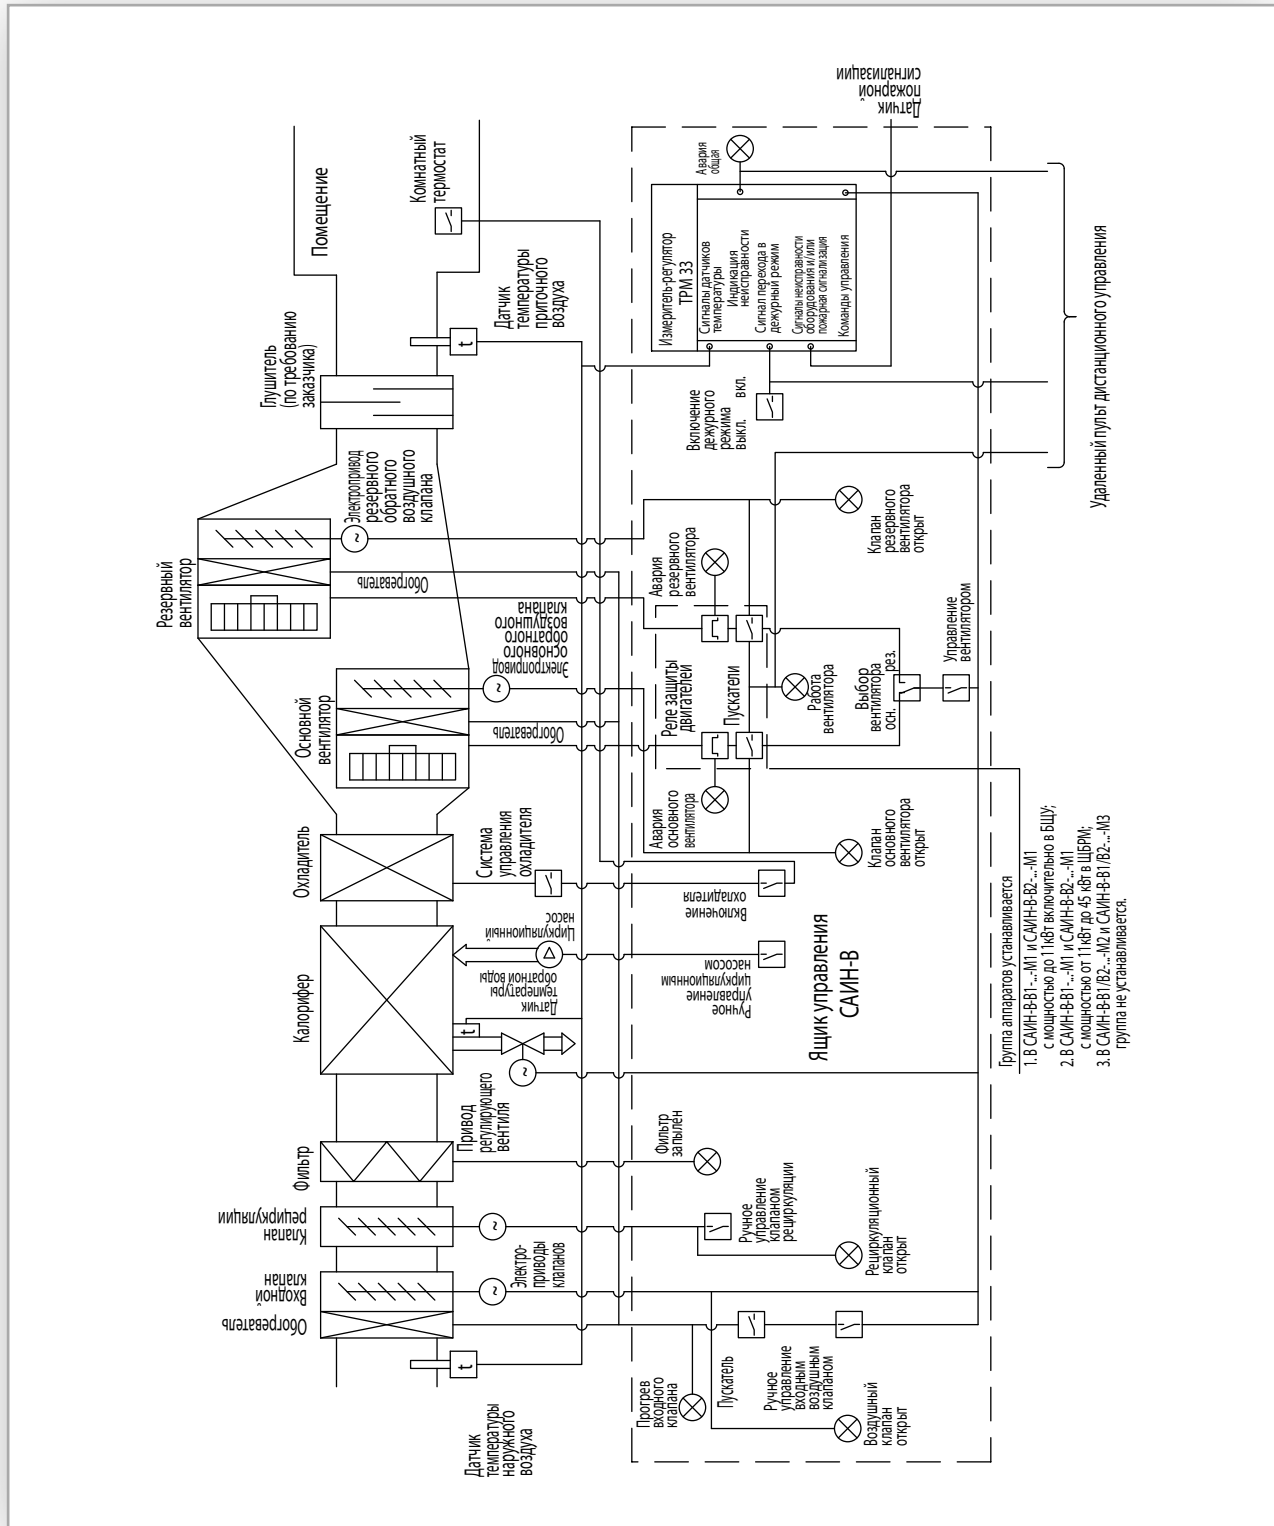 Помещение
Комнатный
термостат
Датчик
температуры
приточного
воздуха
t
Глушитель
(по требованию
заказчика)
Электропривод
резервного
обратного
воздушного
клапана
~
Резервный
вентилятор
Обогреватель
Электропривод
основного
обратного
воздушного
клапана
~
Основной
вентилятор
Обогреватель
Охладитель
Система
управления
охладителя
Циркуляционный
насос
Калорифер
Датчик
температуры
обратной воды
t
~
Привод
регулирующего
вентиля
Фильтр
Клапан
рециркуляции
~
Электро-
приводы
клапанов
Входной
клапан
~
Обогреватель
t
Датчик
температуры
наружного
воздуха
Датчик
пожарной
сигнализации
Авария
общая
Измеритель-регулятор
ТРМ 33
Сигналы датчиков
температуры
Индикация
неисправности
Сигнал перехода в
дежурный режим
Сигналы неисправности
оборудования и/или
пожарная сигнализация
Команды управления
Включение
дежурного
режима
выкл.
вкл.
Удаленный пульт дистанционного управления
Клапан
резервного
вентилятора
открыт
Авария
резервного
вентилятора
Реле защиты
двигателей
Пускатели
Работа
вентилятора
Выбор
вентилятора
осн.
рез.
Управление
вентилятором
Авария
основного
вентилятора
Клапан
основного
вентилятора
открыт
Включение
охладителя
Ручное
управление
циркуляционным
насосом
Ящик управления
САИН-В
Группа аппаратов устанавливается
1. В САИН-В-В1-...-М1 и САИН-В-В2-...-М1
с мощностью до 11кВт включительно в БЩУ;
2. В САИН-В-В1-...-М1 и САИН-В-В2-...-М1
с мощностью от 11кВт до 45 кВт в ЩБРМ;
3. В САИН-В-В1/В2-...-М2 и САИН-В-В1/В2-...-М3
группа не устанавливается.
Фильтр
запылен
Ручное
управление
клапаном
рециркуляции
Рециркуляционный
клапан
открыт
Прогрев
входного
клапана
Пускатель
Ручное
управление
входным
воздушным
клапаном
Воздушный
клапан
открыт